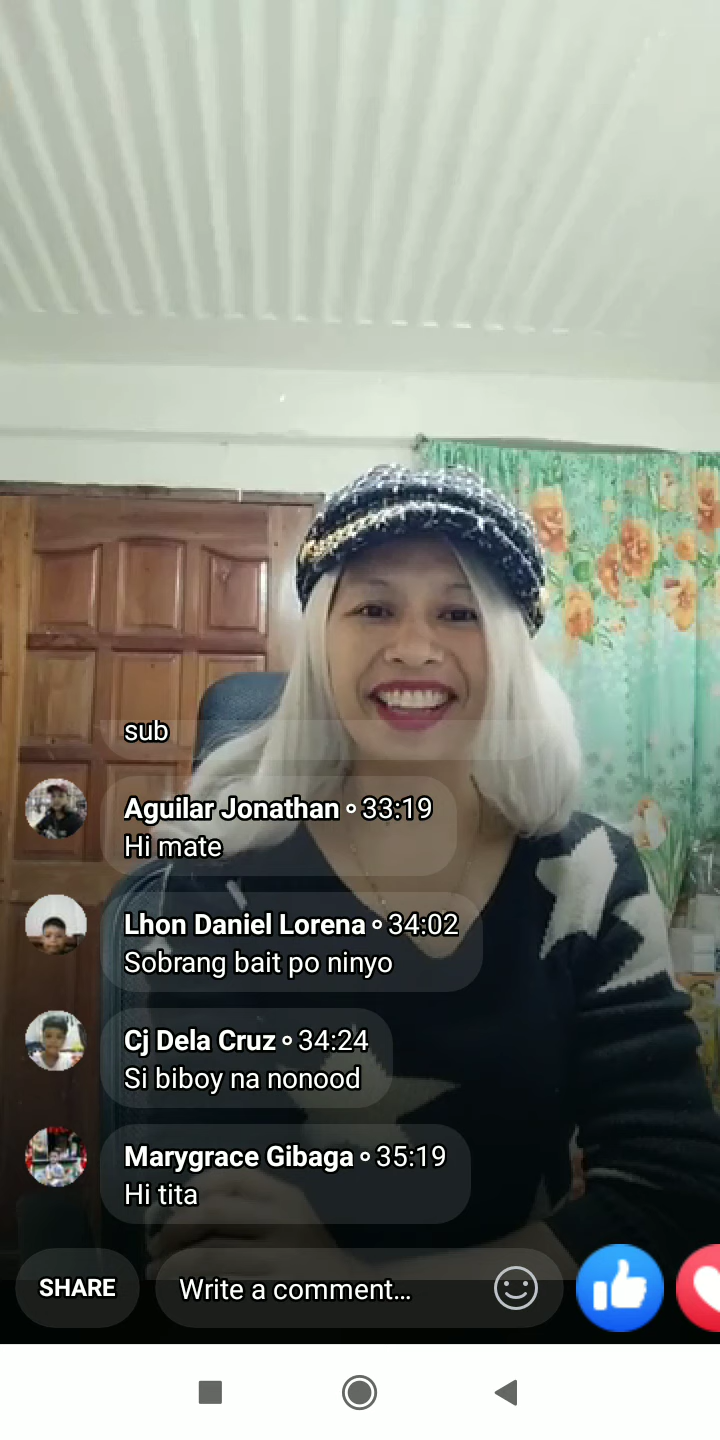 sub
Aguilar Jonathan • 33:19
Hi mate
Lhon Daniel Lorena • 34:02
Sobrang bait po ninyo
Cj Dela Cruz • 34:24
Si biboy na nonood
Marygrace Gibaga • 35:19
Hi tita
SHARE
Write a comment...